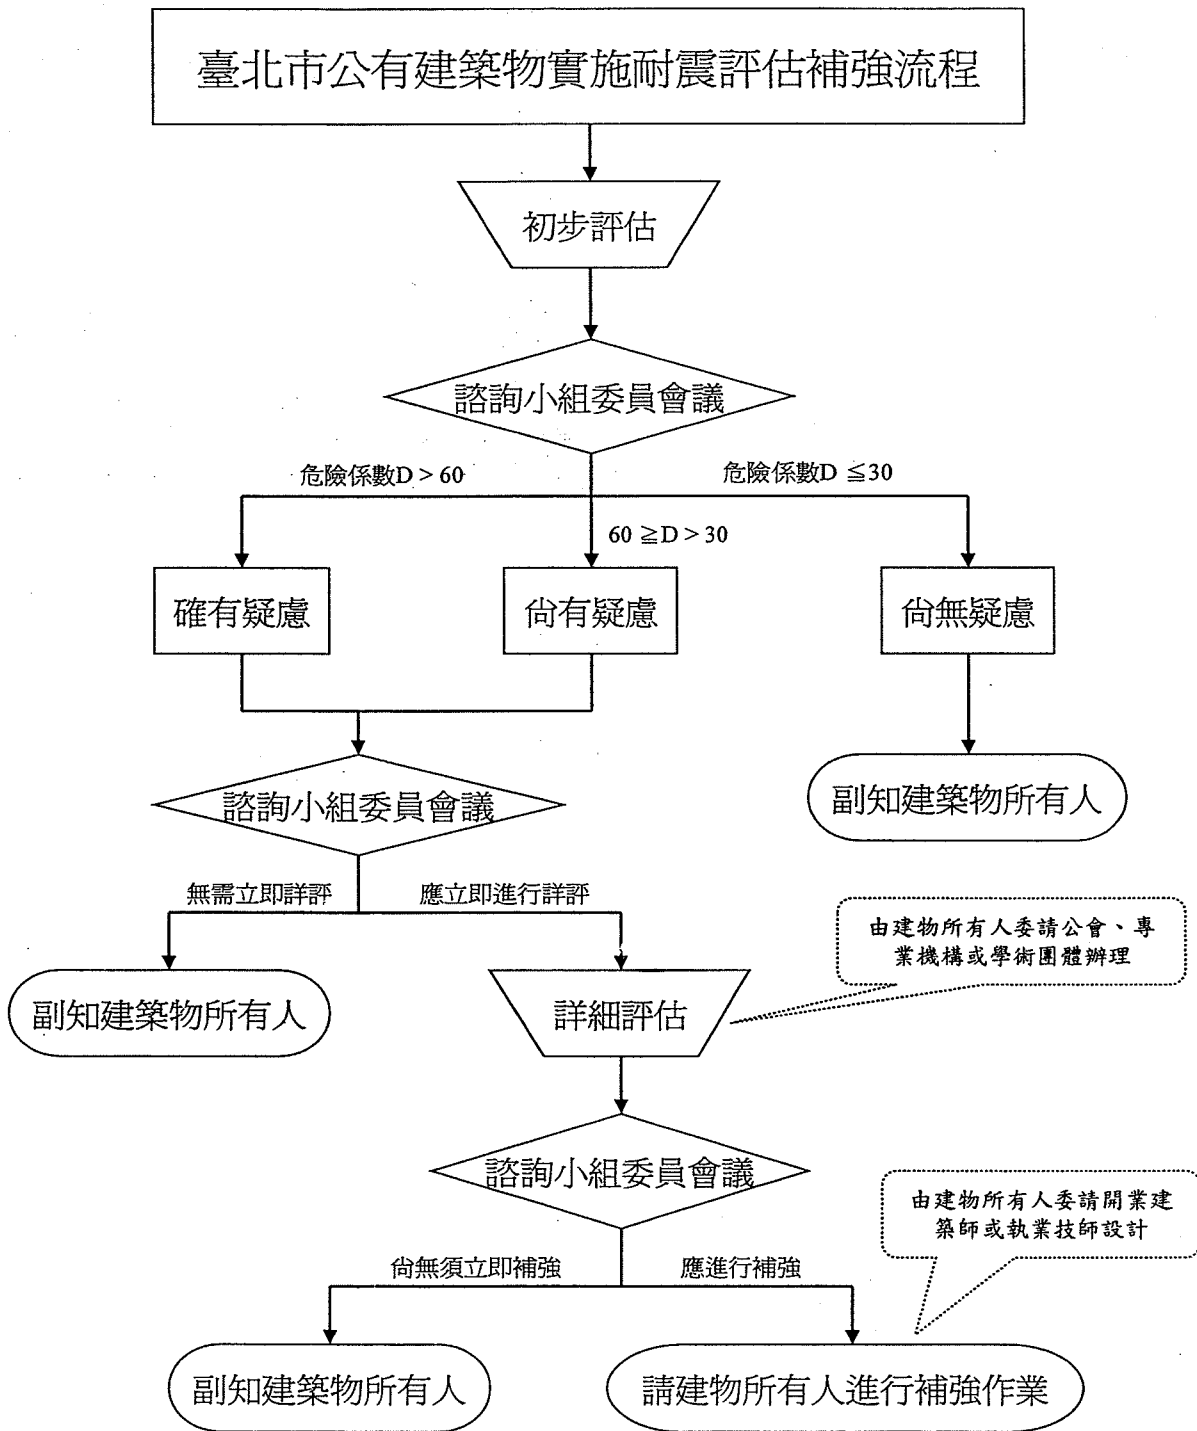 臺北市公有建築物實施耐震評估補強流程
初步評估
諮詢小組委員會議
危險係數D > 60
危險係數D ≦30
60 ≧D > 30
確有疑慮
尚有疑慮
尚無疑慮
諮詢小組委員會議
副知建築物所有人
無需立即詳評
應立即進行詳評
由建物所有人委請公會、專
業機構或學術團體辦理
副知建築物所有人
詳細評估
諮詢小組委員會議
由建物所有人委請開業建
築師或執業技師設計
尚無須立即補強
應進行補強
副知建築物所有人
請建物所有人進行補強作業